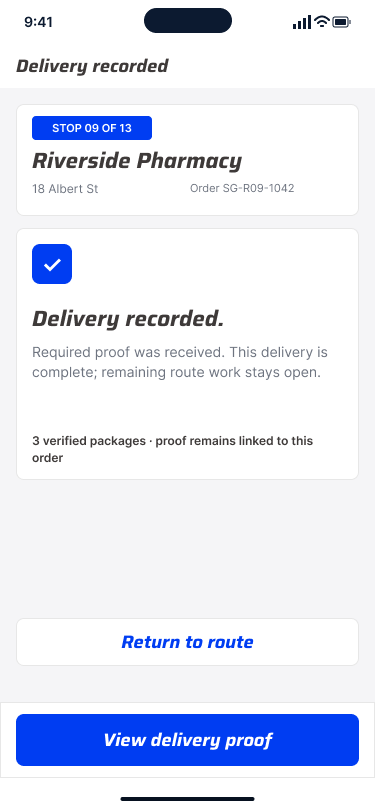 9:41
Delivery recorded
STOP 09 OF 13
Riverside Pharmacy
18 Albert St
Order SG-R09-1042
Delivery recorded.
Required proof was received. This delivery is
complete; remaining route work stays open.
3 verified packages · proof remains linked to this
order
Return to route
View delivery proof